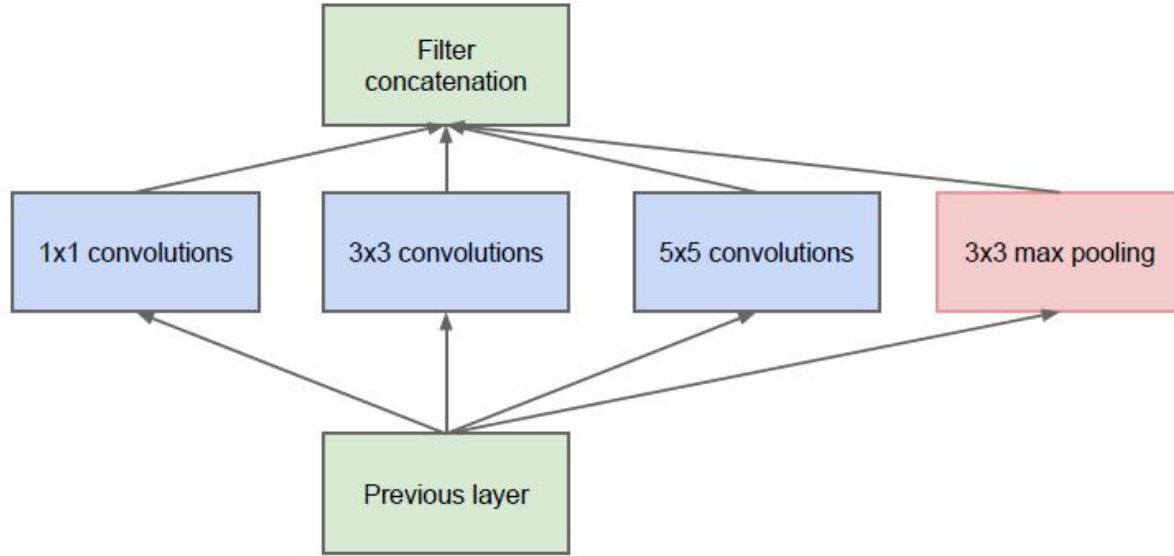 Filter
concatenation
1x1 convolutions
3x3 convolutions
5x5 convolutions
3x3 max pooling
Previous layer